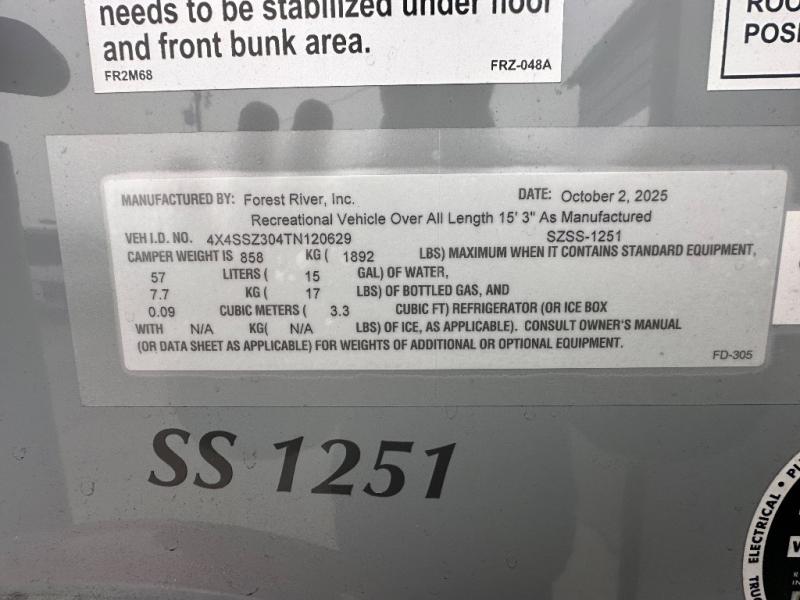 needs to be stabilized under floor
and front bunk area.
FR2M68 FRZ-048A
MANUFACTURED BY: Forest River, Inc. DATE: October 2, 2025
Recreational Vehicle Over All Length 15' 3" As Manufactured
VEH I.D. NO. 4X4SSZ304TN120629 SZSS-1251
CAMPER WEIGHT IS 858 KG ( 1892 LBS) MAXIMUM WHEN IT CONTAINS STANDARD EQUIPMENT,
57 LITERS ( 15 GAL) OF WATER,
7.7 KG ( 17 LBS) OF BOTTLED GAS, AND
0.09 CUBIC METERS ( 3.3 CUBIC FT) REFRIGERATOR (OR ICE BOX
WITH N/A KG( N/A LBS) OF ICE, AS APPLICABLE). CONSULT OWNER'S MANUAL
(OR DATA SHEET AS APPLICABLE) FOR WEIGHTS OF ADDITIONAL OR OPTIONAL EQUIPMENT.
FD-305
SS 1251
ELECTRICAL